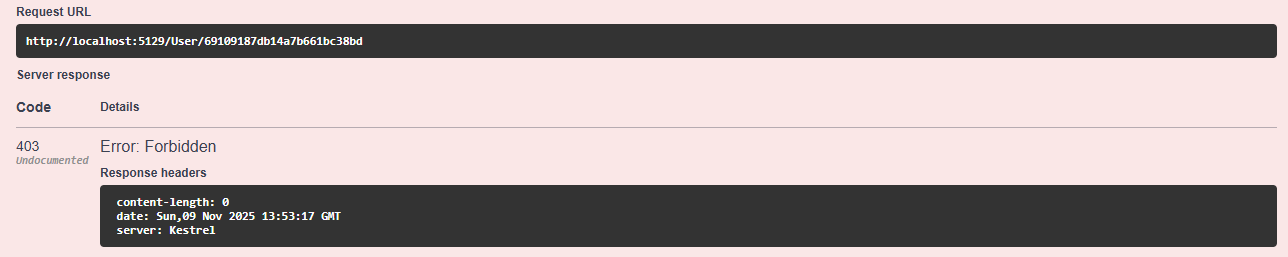 Request URL
http://localhost:5129/User/69109187db14a7b661bc38bd
Server response
Code Details
403 Error: Forbidden
Undocumented
Response headers
content-length: 0
date: Sun,09 Nov 2025 13:53:17 GMT
server: Kestrel